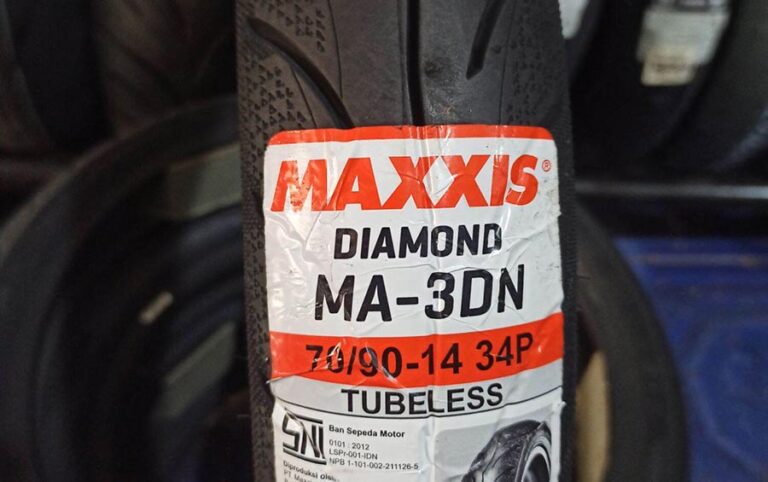 MAXXIS®
DIAMOND
MA-3DN
70/90-14 34P
TUBELESS
SNI
Ban Sepeda Motor
0101 : 2012
LSPr-001-IDN
NPB 1-101-002-211126-5
Diproduksi oleh
PT